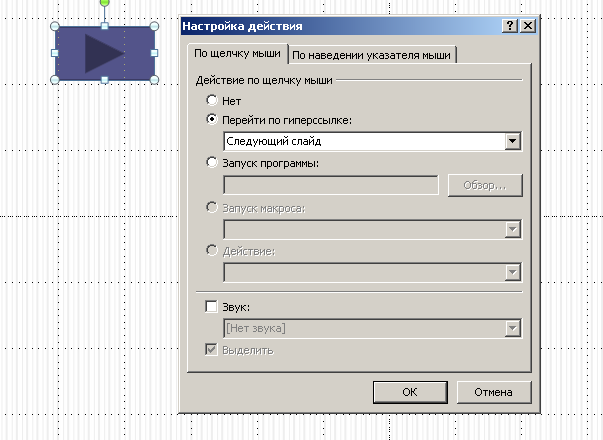 Настройка действия
По щелчку мыши
По наведении указателя мыши
Действие по щелчку мыши
Нет
Перейти по гиперссылке:
Следующий слайд
Запуск программы:
Обзор...
Запуск макроса:
Действие:
Звук:
[Нет звука]
Выделить
ОК
Отмена